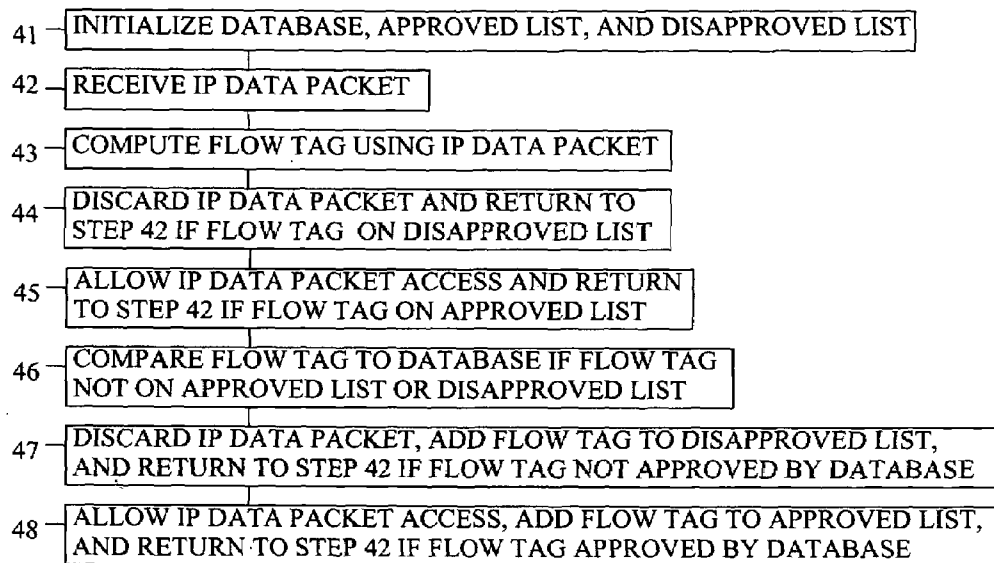 41 INITIALIZE DATABASE, APPROVED LIST, AND DISAPPROVED LIST
42 RECEIVE IP DATA PACKET
43 COMPUTE FLOW TAG USING IP DATA PACKET
44 DISCARD IP DATA PACKET AND RETURN TO
STEP 42 IF FLOW TAG ON DISAPPROVED LIST
45 ALLOW IP DATA PACKET ACCESS AND RETURN
TO STEP 42 IF FLOW TAG ON APPROVED LIST
46 COMPARE FLOW TAG TO DATABASE IF FLOW TAG
NOT ON APPROVED LIST OR DISAPPROVED LIST
47 DISCARD IP DATA PACKET, ADD FLOW TAG TO DISAPPROVED LIST,
AND RETURN TO STEP 42 IF FLOW TAG NOT APPROVED BY DATABASE
48 ALLOW IP DATA PACKET ACCESS, ADD FLOW TAG TO APPROVED LIST,
AND RETURN TO STEP 42 IF FLOW TAG APPROVED BY DATABASE